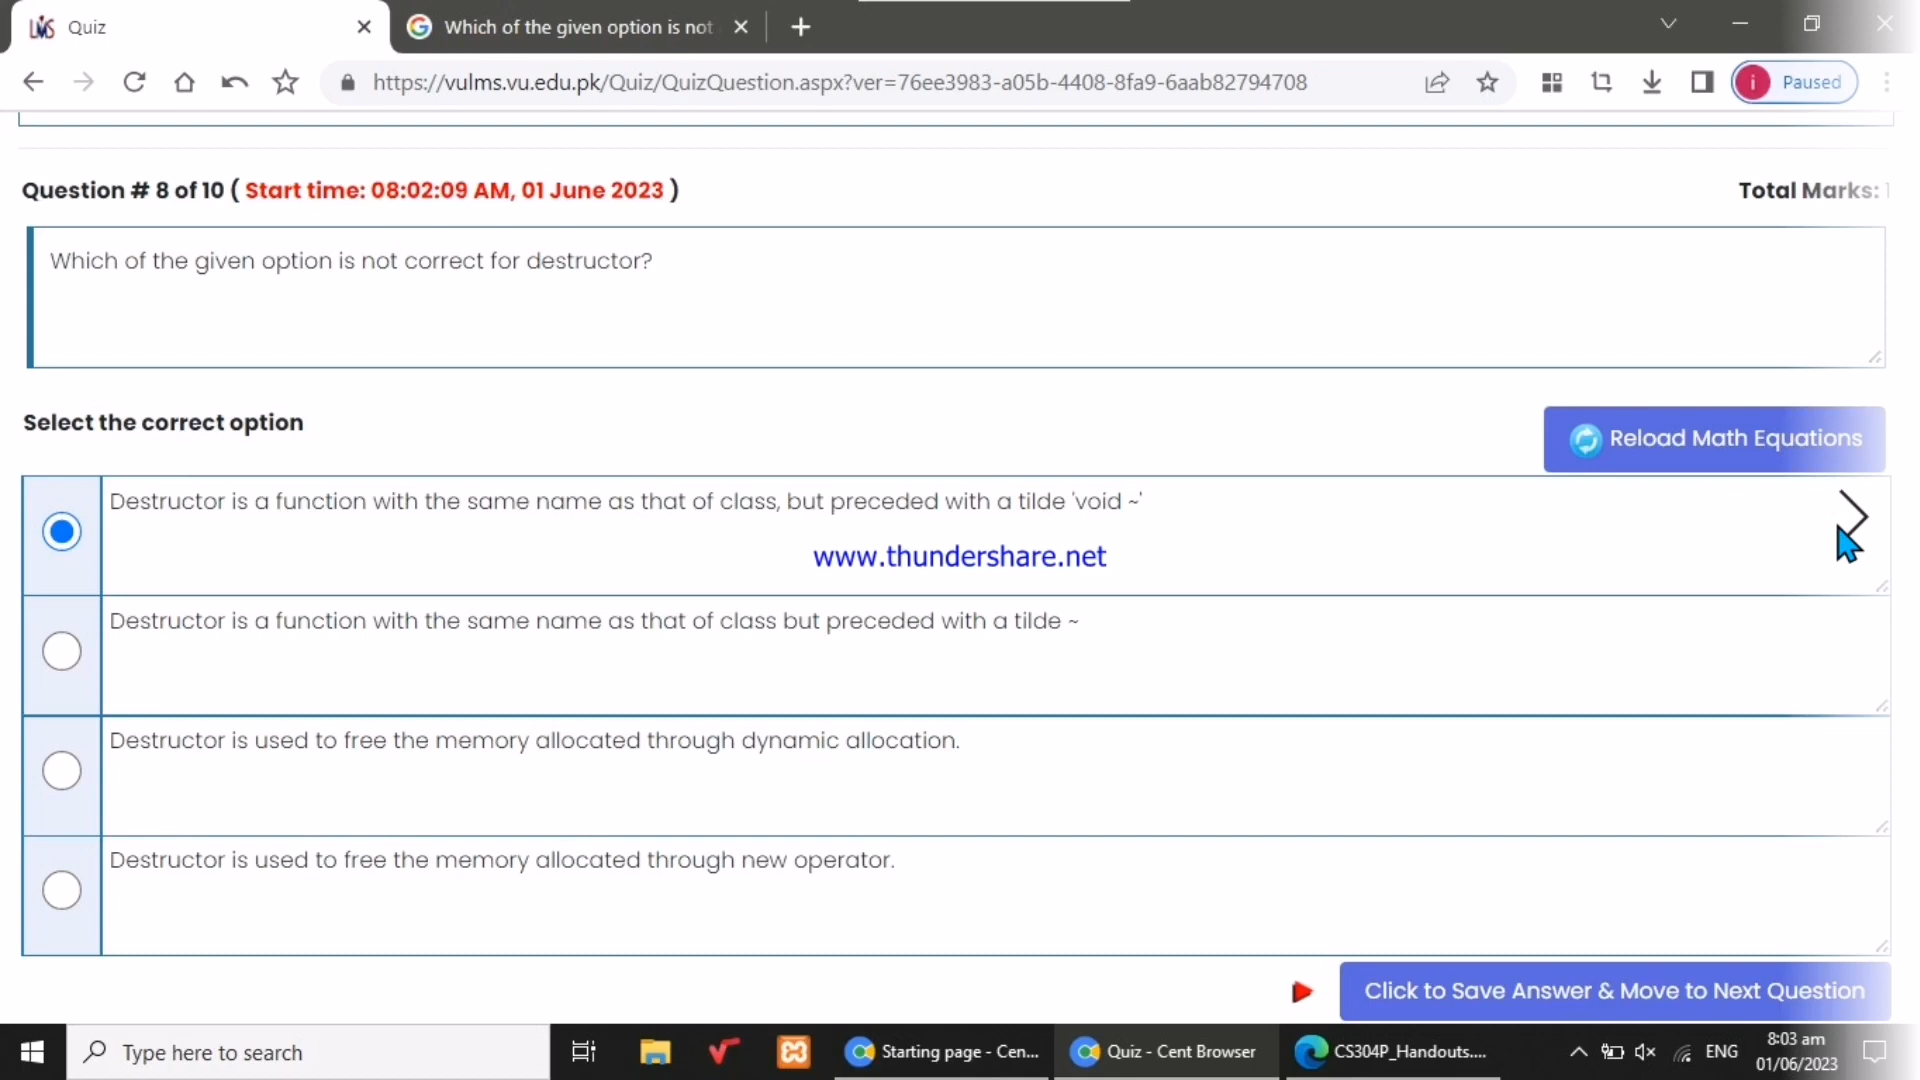 Quiz
Which of the given option is not
https://vulms.vu.edu.pk/Quiz/QuizQuestion.aspx?ver=76ee3983-a05b-4408-8fa9-6aab82794708
i
Paused
Question # 8 of 10 ( Start time: 08:02:09 AM, 01 June 2023 )
Total Marks: 1
Which of the given option is not correct for destructor?
Select the correct option
Reload Math Equations
Destructor is a function with the same name as that of class, but preceded with a tilde 'void ~'
www.thundershare.net
Destructor is a function with the same name as that of class but preceded with a tilde ~
Destructor is used to free the memory allocated through dynamic allocation.
Destructor is used to free the memory allocated through new operator.
Click to Save Answer & Move to Next Question
Type here to search
Starting page - Cen...
Quiz - Cent Browser
CS304P_Handouts....
ENG
8:03 am
01/06/2023